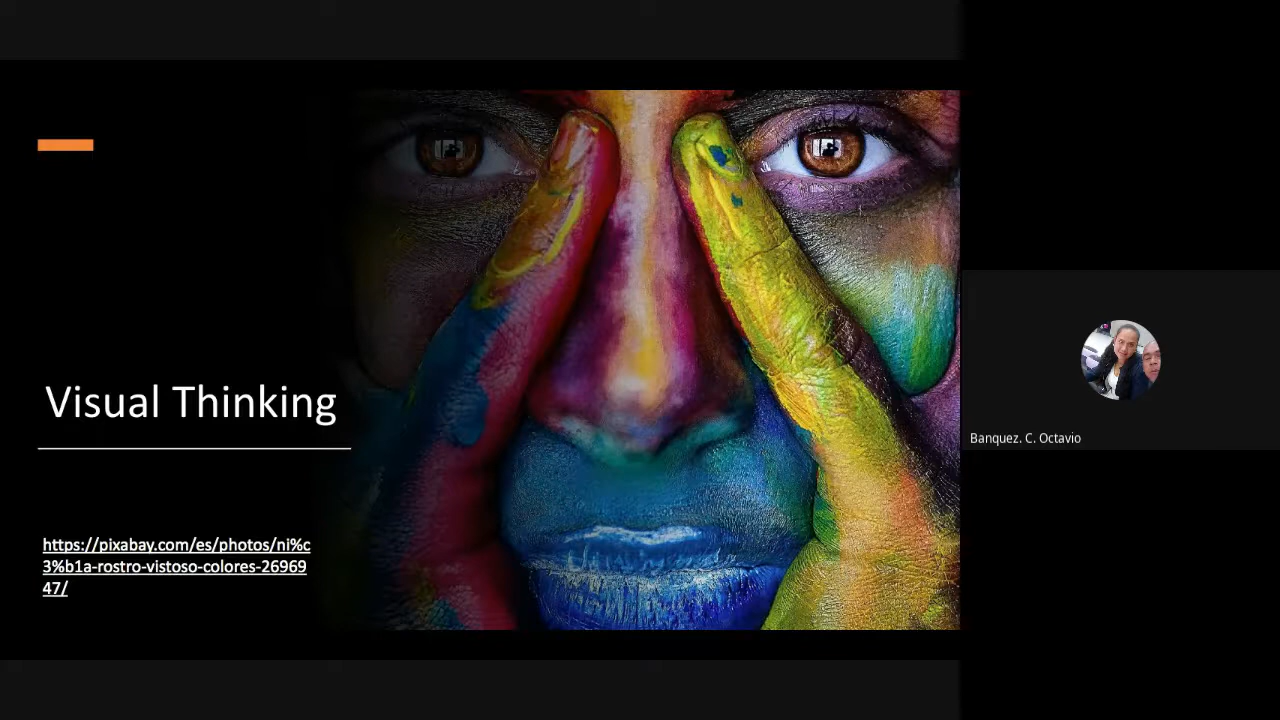 Visual Thinking
https://pixabay.com/es/photos/ni%c
3%b1a-rostro-vistoso-colores-26969
47/
Banquez. C. Octavio